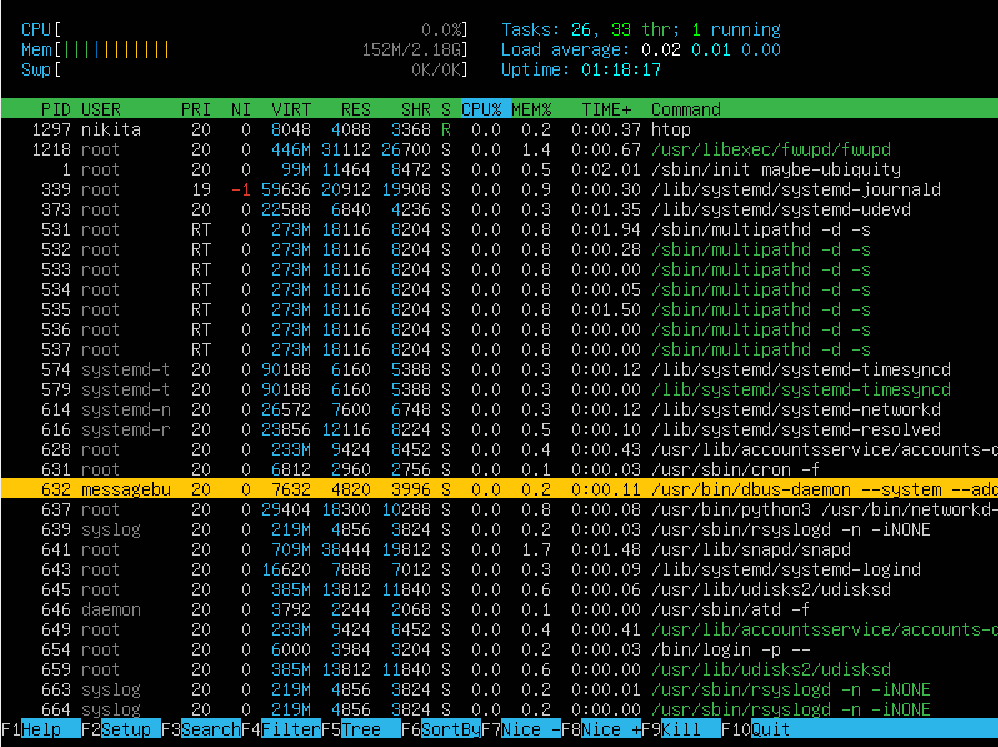 CPU[ 0.0%] Tasks: 26, 33 thr; 1 running
Mem[||||||||||||| 152M/2.18G] Load average: 0.02 0.01 0.00
Swp[ 0K/0K] Uptime: 01:18:17
PID USER PRI NI VIRT RES SHR S CPU% MEM% TIME+ Command
1297 nikita 20 0 8048 4088 3368 R 0.0 0.2 0:00.37 htop
1218 root 20 0 446M 31112 26700 S 0.0 1.4 0:00.67 /usr/libexec/fwupd/fwupd
1 root 20 0 99M 11464 8472 S 0.0 0.5 0:02.01 /sbin/init maybe-ubiquity
339 root 19 -1 59636 20912 19908 S 0.0 0.9 0:00.30 /lib/systemd/systemd-journald
373 root 20 0 22588 6840 4236 S 0.0 0.3 0:01.35 /lib/systemd/systemd-udevd
531 root RT 0 273M 18116 8204 S 0.0 0.8 0:01.94 /sbin/multipathd -d -s
532 root RT 0 273M 18116 8204 S 0.0 0.8 0:00.28 /sbin/multipathd -d -s
533 root RT 0 273M 18116 8204 S 0.0 0.8 0:00.00 /sbin/multipathd -d -s
534 root RT 0 273M 18116 8204 S 0.0 0.8 0:00.05 /sbin/multipathd -d -s
535 root RT 0 273M 18116 8204 S 0.0 0.8 0:01.50 /sbin/multipathd -d -s
536 root RT 0 273M 18116 8204 S 0.0 0.8 0:00.00 /sbin/multipathd -d -s
537 root RT 0 273M 18116 8204 S 0.0 0.8 0:00.00 /sbin/multipathd -d -s
574 systemd-t 20 0 90188 6160 5388 S 0.0 0.3 0:00.12 /lib/systemd/systemd-timesyncd
579 systemd-t 20 0 90188 6160 5388 S 0.0 0.3 0:00.00 /lib/systemd/systemd-timesyncd
614 systemd-n 20 0 26572 7600 6748 S 0.0 0.3 0:00.12 /lib/systemd/systemd-networkd
616 systemd-r 20 0 23856 12116 8224 S 0.0 0.5 0:00.10 /lib/systemd/systemd-resolved
628 root 20 0 233M 9424 8452 S 0.0 0.4 0:00.43 /usr/lib/accountsservice/accounts-d
631 root 20 0 6812 2960 2756 S 0.0 0.1 0:00.03 /usr/sbin/cron -f
632 messagebu 20 0 7632 4820 3996 S 0.0 0.2 0:00.11 /usr/bin/dbus-daemon --system --add
637 root 20 0 29404 18300 10288 S 0.0 0.8 0:00.08 /usr/bin/python3 /usr/bin/networkd-
639 syslog 20 0 219M 4856 3824 S 0.0 0.2 0:00.03 /usr/sbin/rsyslogd -n -iNONE
641 root 20 0 709M 38444 19812 S 0.0 1.7 0:01.48 /usr/lib/snapd/snapd
643 root 20 0 16620 7888 7012 S 0.0 0.3 0:00.09 /lib/systemd/systemd-logind
645 root 20 0 385M 13812 11840 S 0.0 0.6 0:00.06 /usr/lib/udisks2/udisksd
646 daemon 20 0 3792 2244 2068 S 0.0 0.1 0:00.00 /usr/sbin/atd -f
649 root 20 0 233M 9424 8452 S 0.0 0.4 0:00.41 /usr/lib/accountsservice/accounts-d
654 root 20 0 6000 3984 3204 S 0.0 0.2 0:00.03 /bin/login -p --
659 root 20 0 385M 13812 11840 S 0.0 0.6 0:00.00 /usr/lib/udisks2/udisksd
663 syslog 20 0 219M 4856 3824 S 0.0 0.2 0:00.01 /usr/sbin/rsyslogd -n -iNONE
664 syslog 20 0 219M 4856 3824 S 0.0 0.2 0:00.00 /usr/sbin/rsyslogd -n -iNONE
F1Help F2Setup F3SearchF4FilterF5Tree F6SortByF7Nice -F8Nice +F9Kill F10Quit